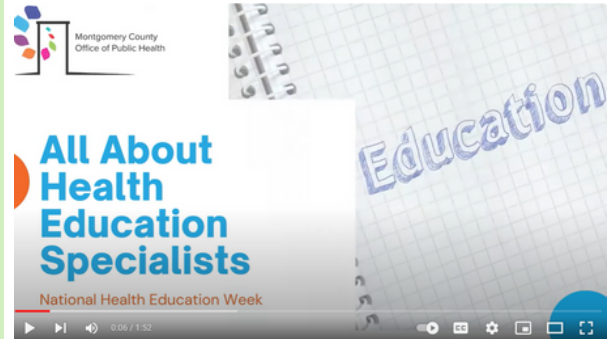 Montgomery County
Office of Public Health
Education
All About
Health
Education
Specialists
National Health Education Week
0:06 / 1:52
CC